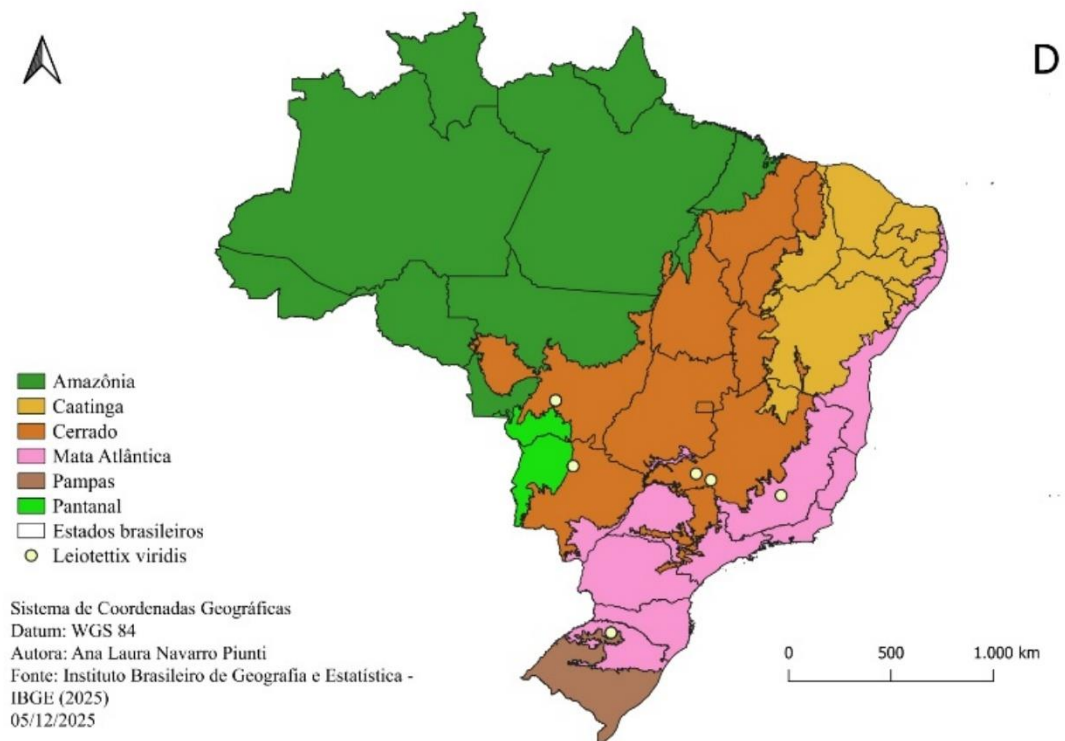 D
Amazônia
Caatinga
Cerrado
Mata Atlântica
Pampas
Pantanal
Estados brasileiros
Leiotettix viridis
Sistema de Coordenadas Geográficas
Datum: WGS 84
Autora: Ana Laura Navarro Piunti
Fonte: Instituto Brasileiro de Geografia e Estatística -
IBGE (2025)
05/12/2025
0 500 1.000 km